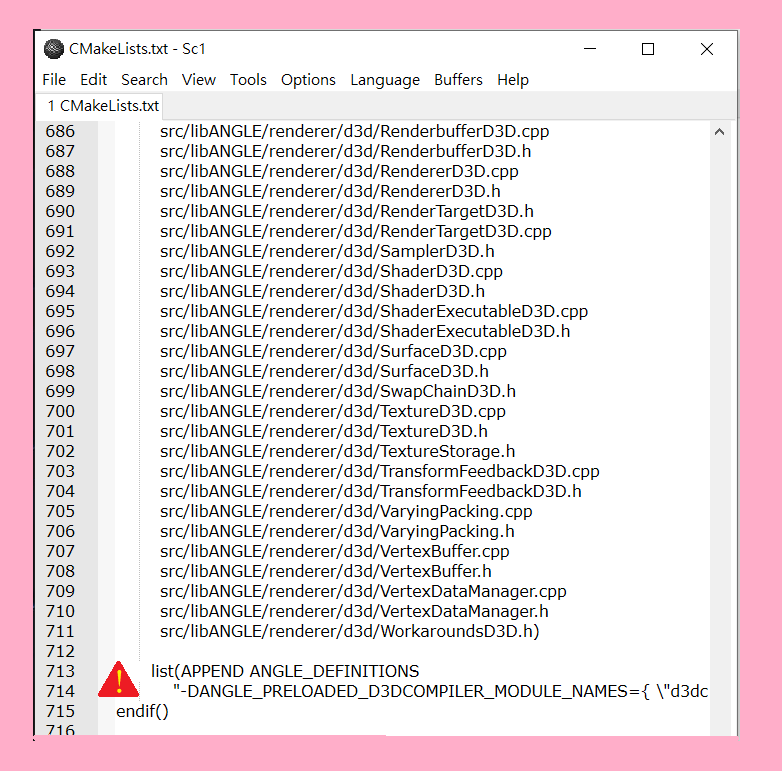 CMakeLists.txt - Sc1
File Edit Search View Tools Options Language Buffers Help
1 CMakeLists.txt
686 src/libANGLE/renderer/d3d/RenderbufferD3D.cpp
687 src/libANGLE/renderer/d3d/RenderbufferD3D.h
688 src/libANGLE/renderer/d3d/RendererD3D.cpp
689 src/libANGLE/renderer/d3d/RendererD3D.h
690 src/libANGLE/renderer/d3d/RenderTargetD3D.h
691 src/libANGLE/renderer/d3d/RenderTargetD3D.cpp
692 src/libANGLE/renderer/d3d/SamplerD3D.h
693 src/libANGLE/renderer/d3d/ShaderD3D.cpp
694 src/libANGLE/renderer/d3d/ShaderD3D.h
695 src/libANGLE/renderer/d3d/ShaderExecutableD3D.cpp
696 src/libANGLE/renderer/d3d/ShaderExecutableD3D.h
697 src/libANGLE/renderer/d3d/SurfaceD3D.cpp
698 src/libANGLE/renderer/d3d/SurfaceD3D.h
699 src/libANGLE/renderer/d3d/SwapChainD3D.h
700 src/libANGLE/renderer/d3d/TextureD3D.cpp
701 src/libANGLE/renderer/d3d/TextureD3D.h
702 src/libANGLE/renderer/d3d/TextureStorage.h
703 src/libANGLE/renderer/d3d/TransformFeedbackD3D.cpp
704 src/libANGLE/renderer/d3d/TransformFeedbackD3D.h
705 src/libANGLE/renderer/d3d/VaryingPacking.cpp
706 src/libANGLE/renderer/d3d/VaryingPacking.h
707 src/libANGLE/renderer/d3d/VertexBuffer.cpp
708 src/libANGLE/renderer/d3d/VertexBuffer.h
709 src/libANGLE/renderer/d3d/VertexDataManager.cpp
710 src/libANGLE/renderer/d3d/VertexDataManager.h
711 src/libANGLE/renderer/d3d/WorkaroundsD3D.h)
712
713 list(APPEND ANGLE_DEFINITIONS
714 "-DANGLE_PRELOADED_D3DCOMPILER_MODULE_NAMES={ \"d3dc
715 endif()
716